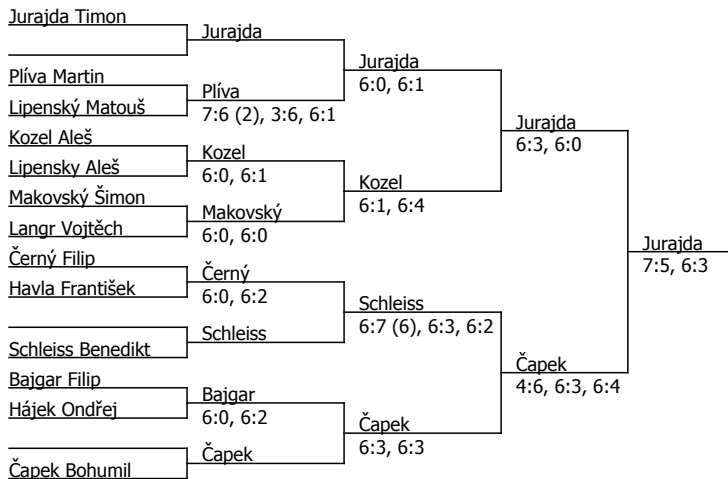 Jurajda Timon
Jurajda
Jurajda
6:0, 6:1
Plíva Martin
Plíva
7:6 (2), 3:6, 6:1
Lipenský Matouš
Jurajda
6:3, 6:0
Kozel Aleš
Kozel
6:0, 6:1
Lipensky Aleš
Kozel
6:1, 6:4
Makovský Šimon
Makovský
6:0, 6:0
Langr Vojtěch
Jurajda
7:5, 6:3
Černý Filip
Černý
6:0, 6:2
Havla František
Schleiss
6:7 (6), 6:3, 6:2
Schleiss
Schleiss Benedikt
Čapek
4:6, 6:3, 6:4
Bajgar Filip
Bajgar
6:0, 6:2
Hájek Ondřej
Čapek
6:3, 6:3
Čapek
Čapek Bohumil